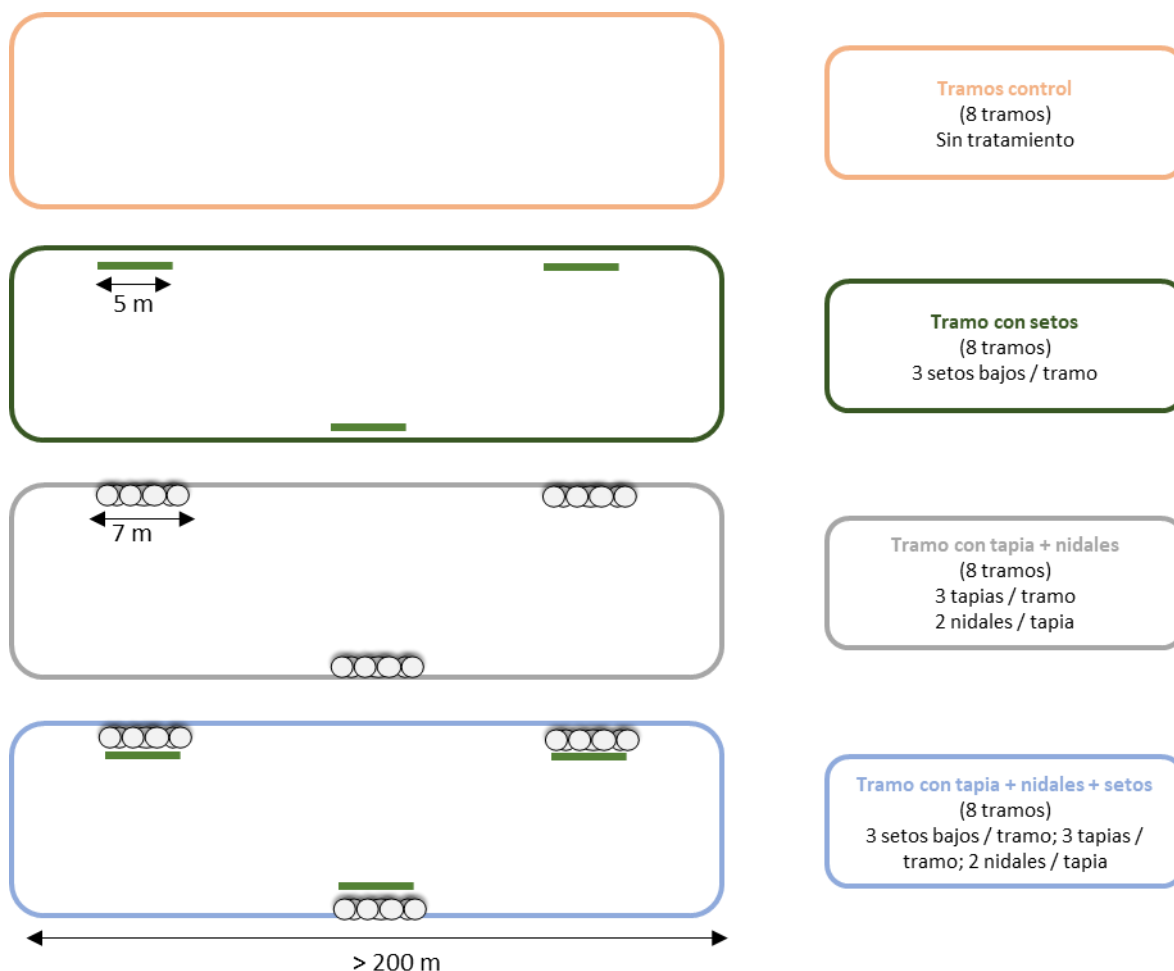 Tramos control
(8 tramos)
Sin tratamiento
5 m
Tramo con setos
(8 tramos)
3 setos bajos / tramo
7 m
Tramo con tapia + nidales
(8 tramos)
3 tapias / tramo
2 nidales / tapia
Tramo con tapia + nidales + setos
(8 tramos)
3 setos bajos / tramo; 3 tapias /
tramo; 2 nidales / tapia
> 200 m